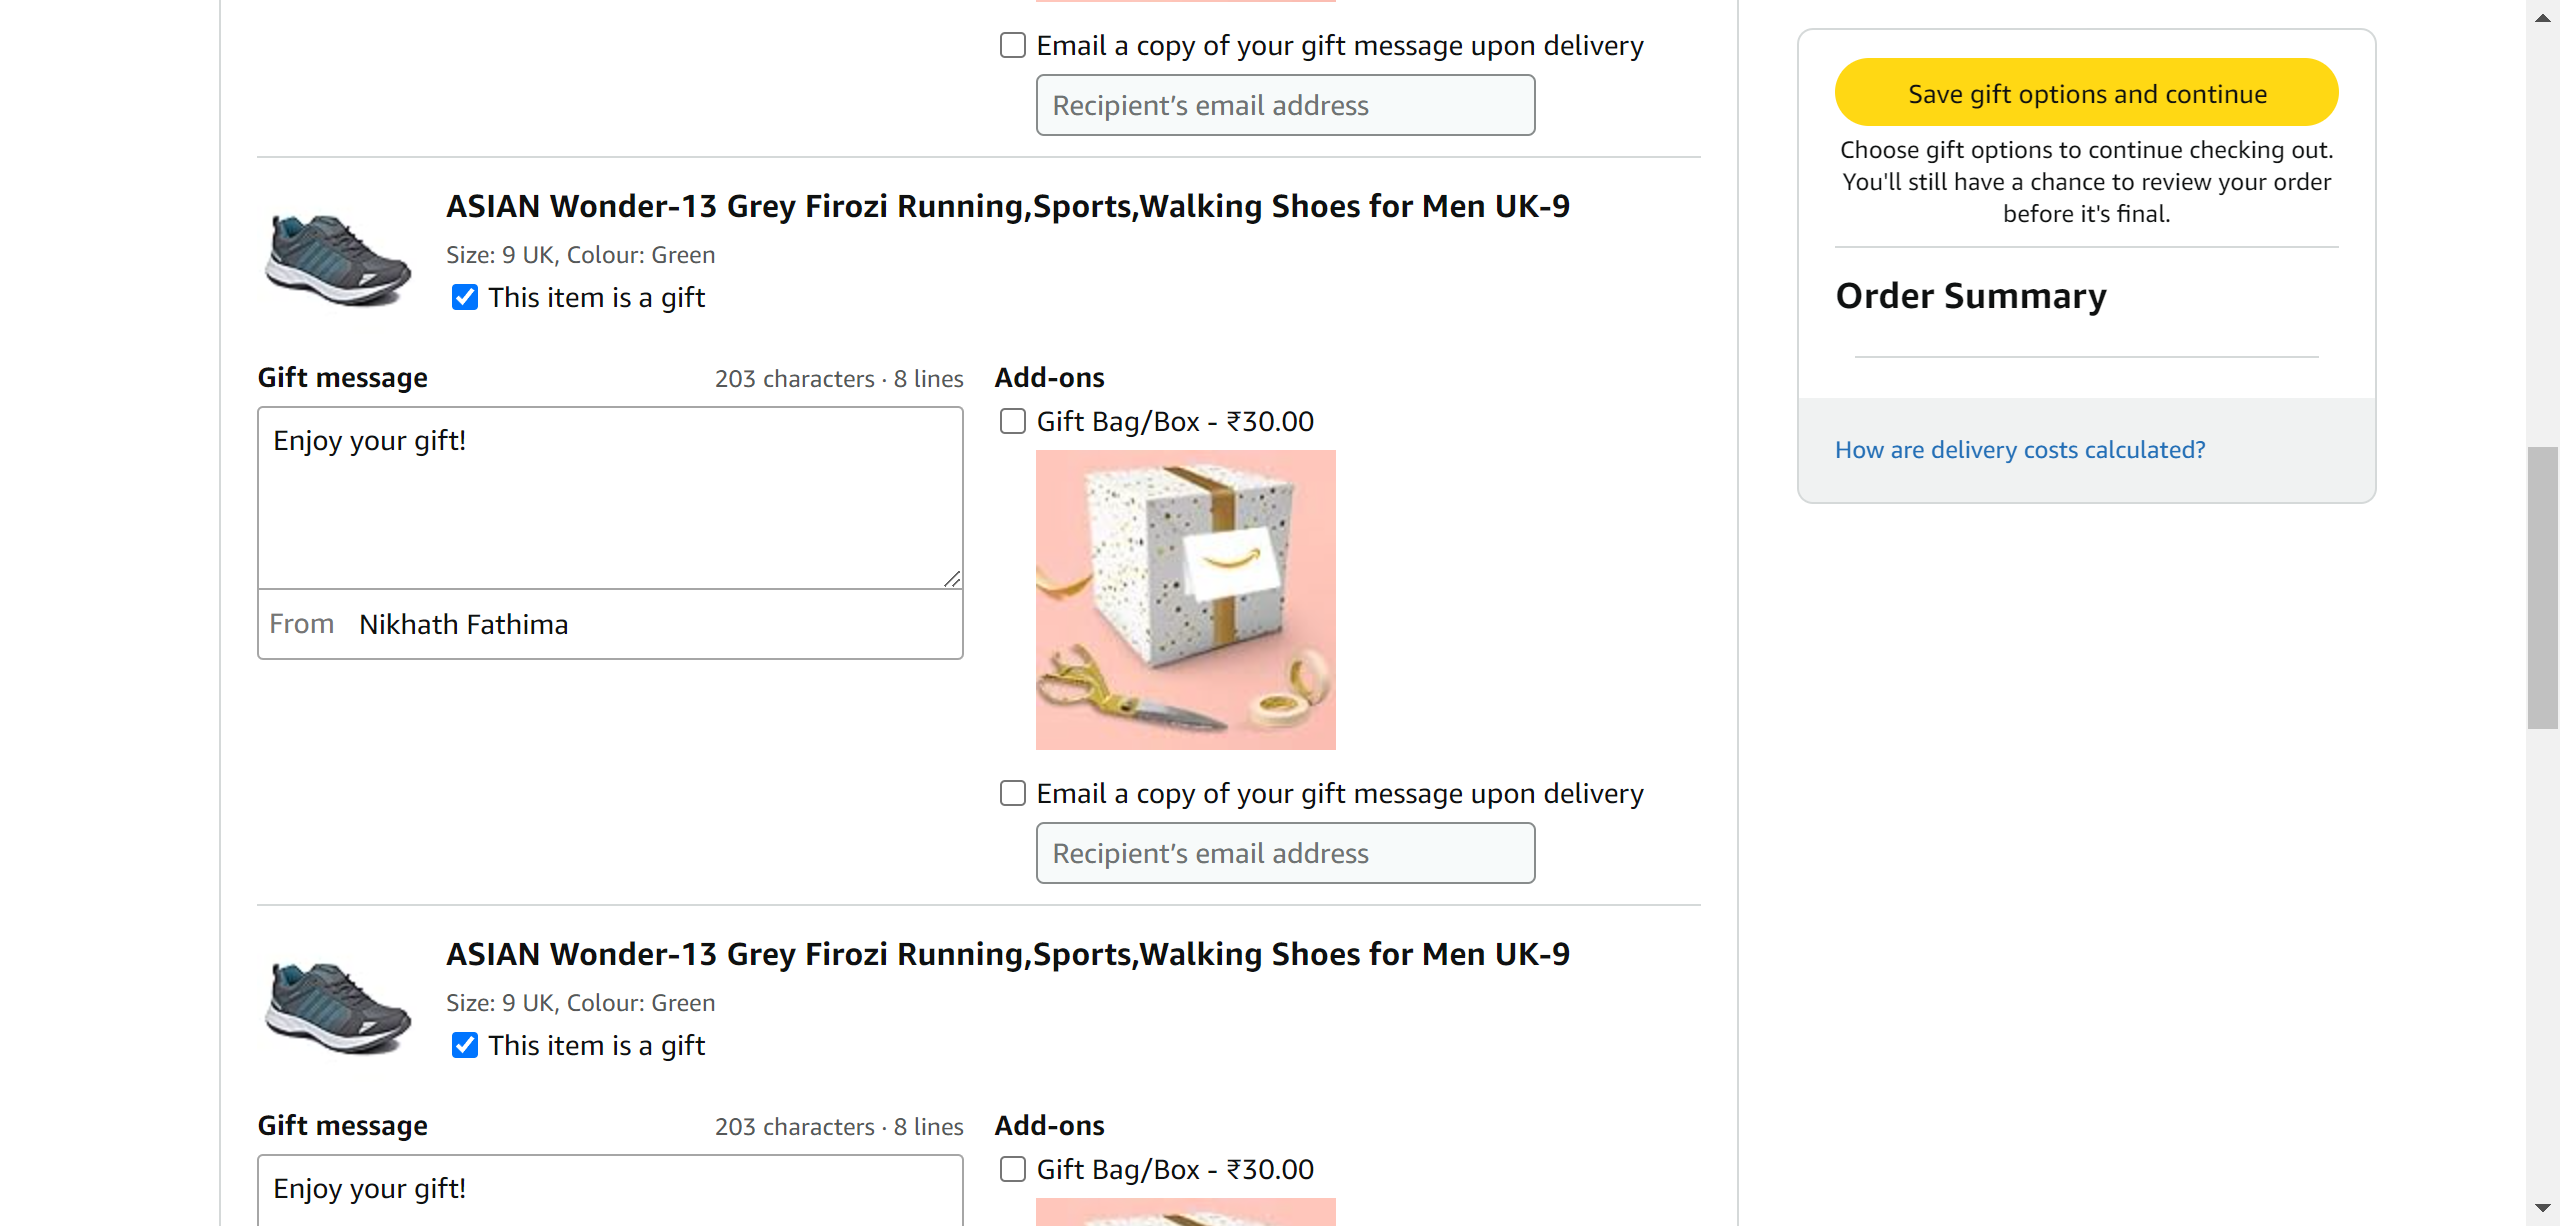 Email a copy of your gift message upon delivery
Recipient's email address
ASIAN Wonder-13 Grey Firozi Running,Sports,Walking Shoes for Men UK-9
Size: 9 UK, Colour: Green
This item is a gift
Gift message
203 characters · 8 lines
Enjoy your gift!
From Nikhath Fathima
Add-ons
Gift Bag/Box - ₹30.00
Email a copy of your gift message upon delivery
Recipient's email address
ASIAN Wonder-13 Grey Firozi Running,Sports,Walking Shoes for Men UK-9
Size: 9 UK, Colour: Green
This item is a gift
Gift message
203 characters · 8 lines
Enjoy your gift!
Add-ons
Gift Bag/Box - ₹30.00
Save gift options and continue
Choose gift options to continue checking out.
You'll still have a chance to review your order
before it's final.
Order Summary
How are delivery costs calculated?